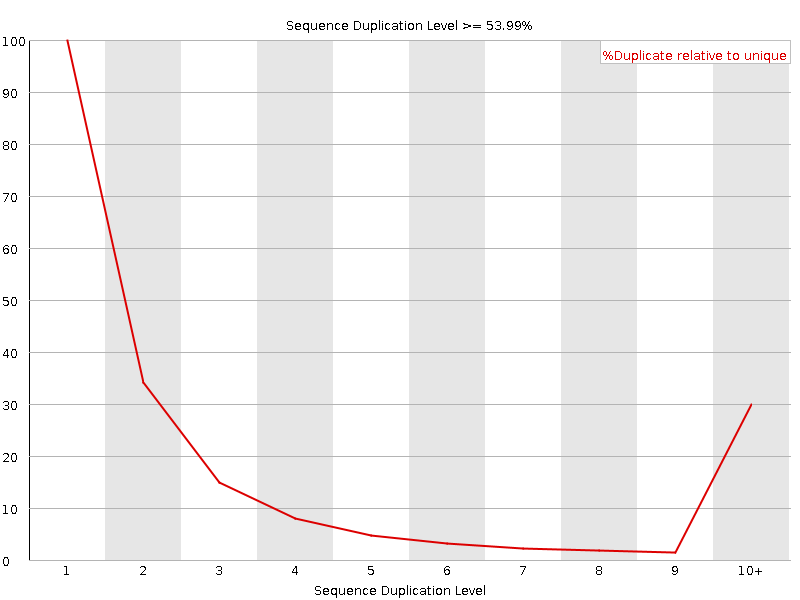 Sequence Duplication Level >= 53.99%
%Duplicate relative to unique
100
90
80
70
60
50
40
30
20
10
0
1 2 3 4 5 6 7 8 9 10+
Sequence Duplication Level